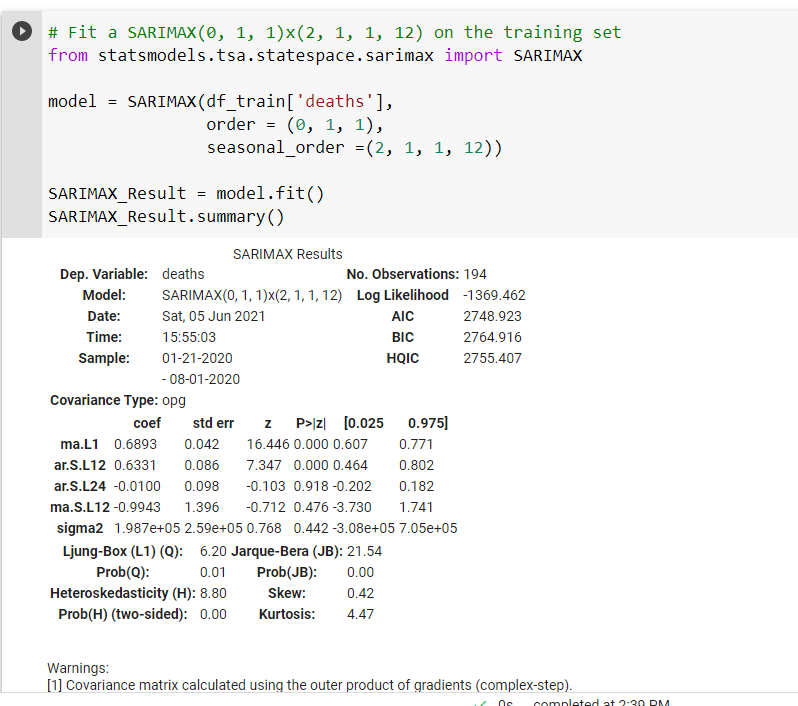 # Fit a SARIMAX(0, 1, 1)x(2, 1, 1, 12) on the training set
from statsmodels.tsa.statespace.sarimax import SARIMAX
model = SARIMAX(df_train['deaths'],
order = (0, 1, 1),
seasonal_order =(2, 1, 1, 12))
SARIMAX_Result = model.fit()
SARIMAX_Result.summary()
SARIMAX Results
Dep. Variable: deaths No. Observations: 194
Model: SARIMAX(0, 1, 1)x(2, 1, 1, 12) Log Likelihood -1369.462
Date: Sat, 05 Jun 2021 AIC 2748.923
Time: 15:55:03 BIC 2764.916
Sample: 01-21-2020 HQIC 2755.407
- 08-01-2020
Covariance Type: opg
coef std err z P>|z| [0.025 0.975]
ma.L1 0.6893 0.042 16.446 0.000 0.607 0.771
ar.S.L12 0.6331 0.086 7.347 0.000 0.464 0.802
ar.S.L24 -0.0100 0.098 -0.103 0.918 -0.202 0.182
ma.S.L12 -0.9943 1.396 -0.712 0.476 -3.730 1.741
sigma2 1.987e+05 2.59e+05 0.768 0.442 -3.08e+05 7.05e+05
Ljung-Box (L1) (Q): 6.20 Jarque-Bera (JB): 21.54
Prob(Q): 0.01 Prob(JB): 0.00
Heteroskedasticity (H): 8.80 Skew: 0.42
Prob(H) (two-sided): 0.00 Kurtosis: 4.47
Warnings:
[1] Covariance matrix calculated using the outer product of gradients (complex-step).
0s completed at 2:39 PM